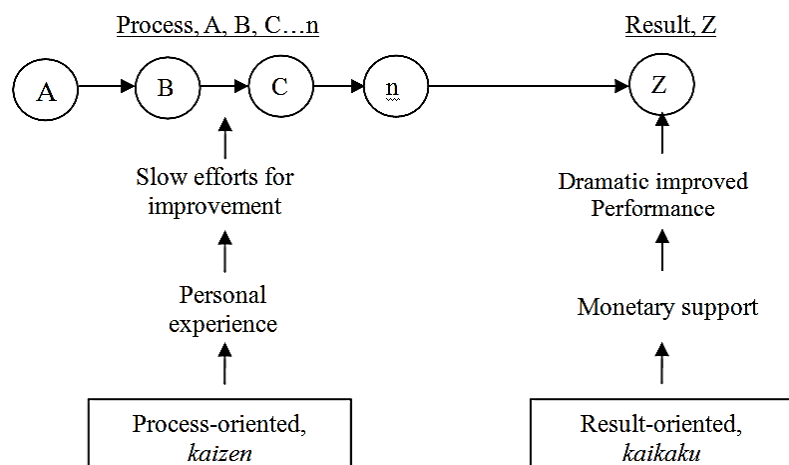 Process, A, B, C…n
Result, Z
A
B
C
n
Z
Slow efforts for
improvement
Dramatic improved
Performance
Personal
experience
Monetary support
Process-oriented,
kaizen
Result-oriented,
kaikaku